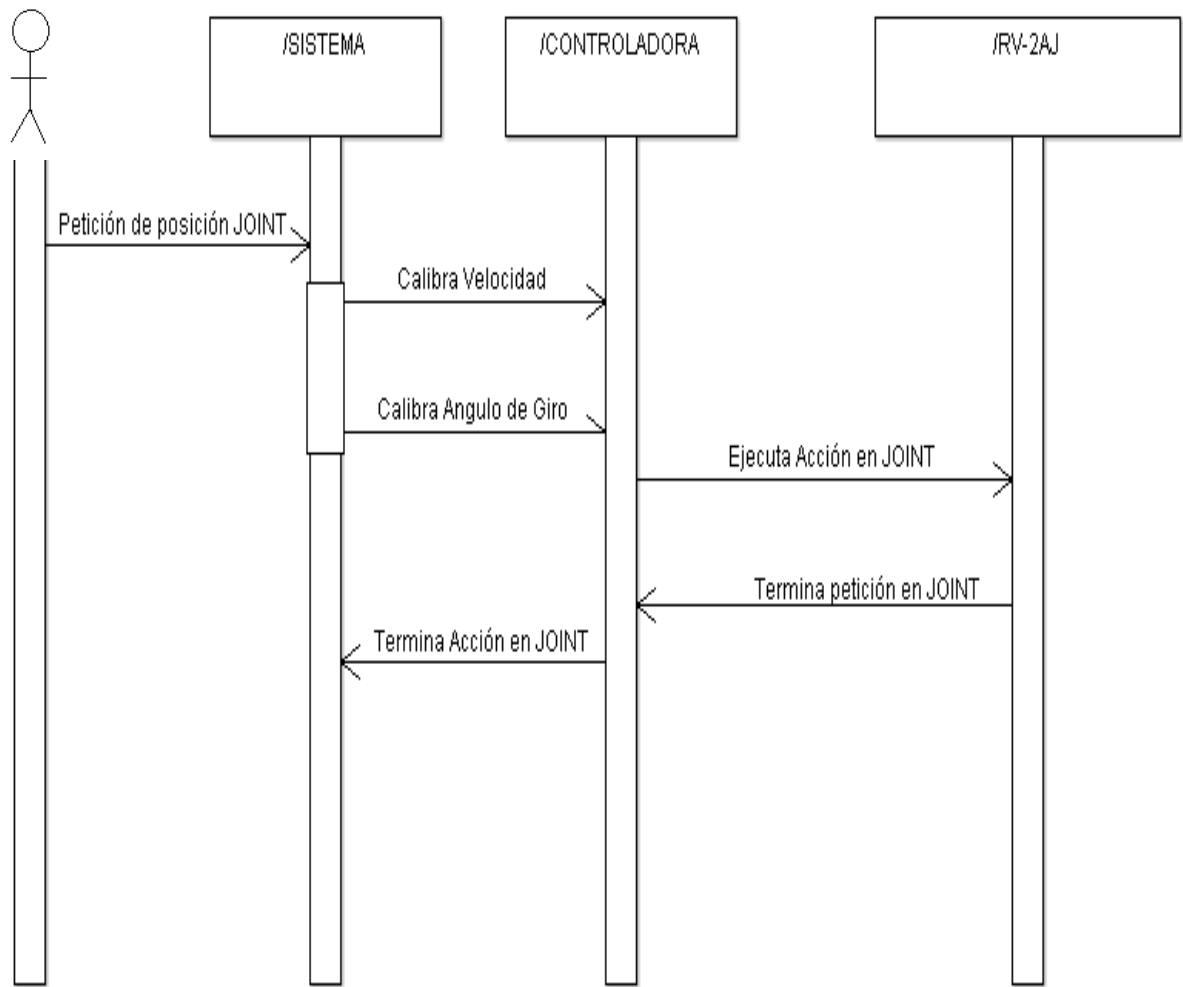 /SISTEMA
/CONTROLADORA
/RV-2AJ
Petición de posición JOINT
Calibra Velocidad
Calibra Angulo de Giro
Ejecuta Acción en JOINT
Termina petición en JOINT
Termina Acción en JOINT